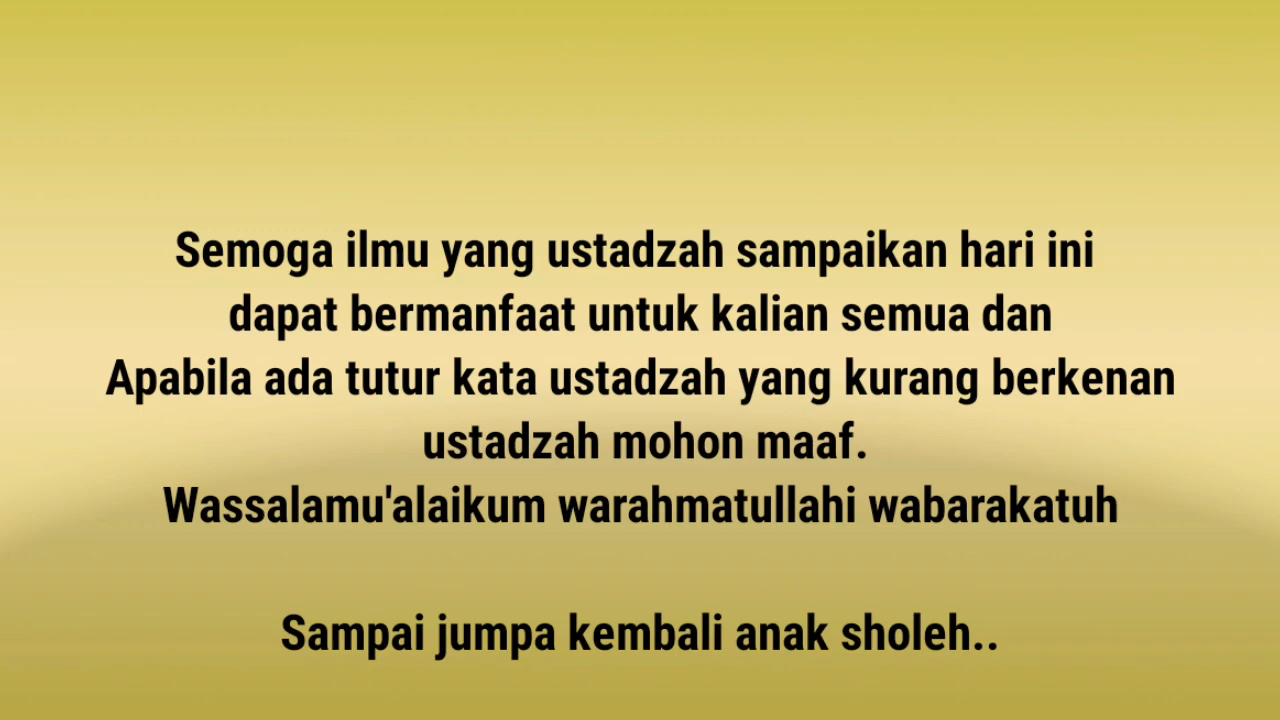 Semoga ilmu yang ustadzah sampaikan hari ini
dapat bermanfaat untuk kalian semua dan
Apabila ada tutur kata ustadzah yang kurang berkenan
ustadzah mohon maaf.
Wassalamu'alaikum warahmatullahi wabarakatuh
Sampai jumpa kembali anak sholeh..